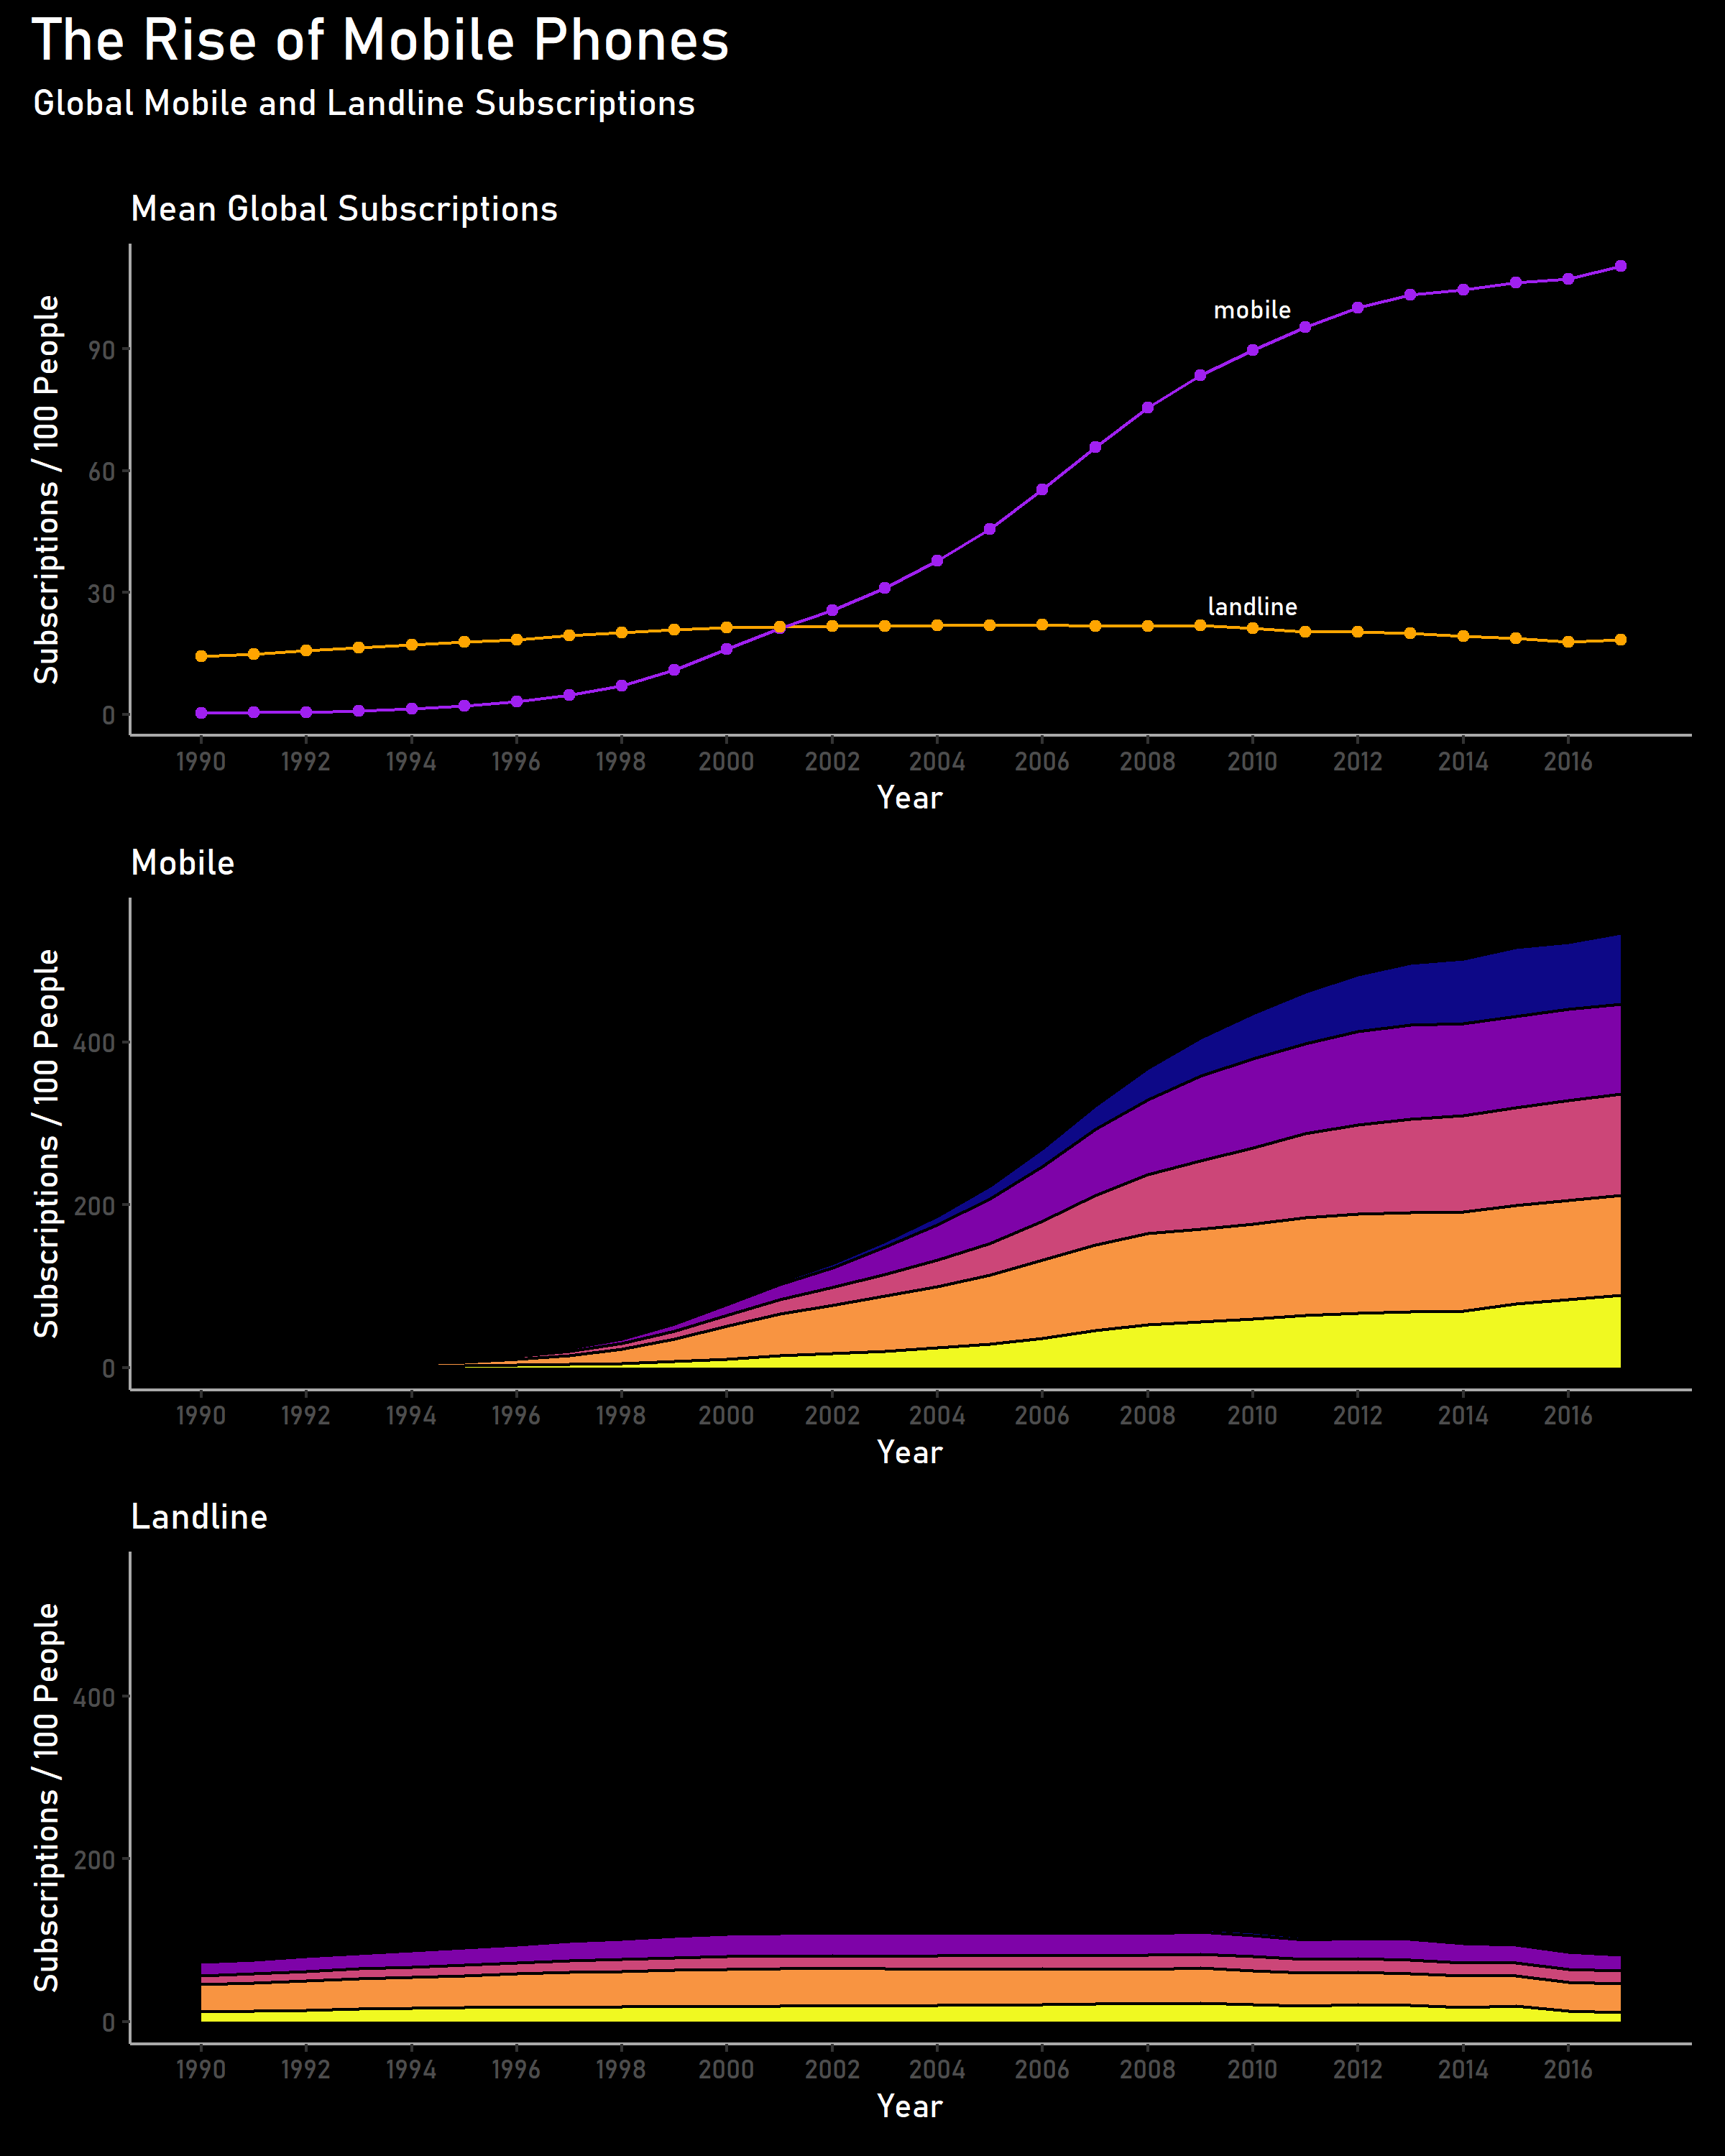 The Rise of Mobile Phones
Global Mobile and Landline Subscriptions
Mean Global Subscriptions
Subscriptions / 100 People
90
60
30
0
mobile
landline
1990 1992 1994 1996 1998 2000 2002 2004 2006 2008 2010 2012 2014 2016
Year
Mobile
Subscriptions / 100 People
400
200
0
1990 1992 1994 1996 1998 2000 2002 2004 2006 2008 2010 2012 2014 2016
Year
Landline
Subscriptions / 100 People
400
200
0
1990 1992 1994 1996 1998 2000 2002 2004 2006 2008 2010 2012 2014 2016
Year